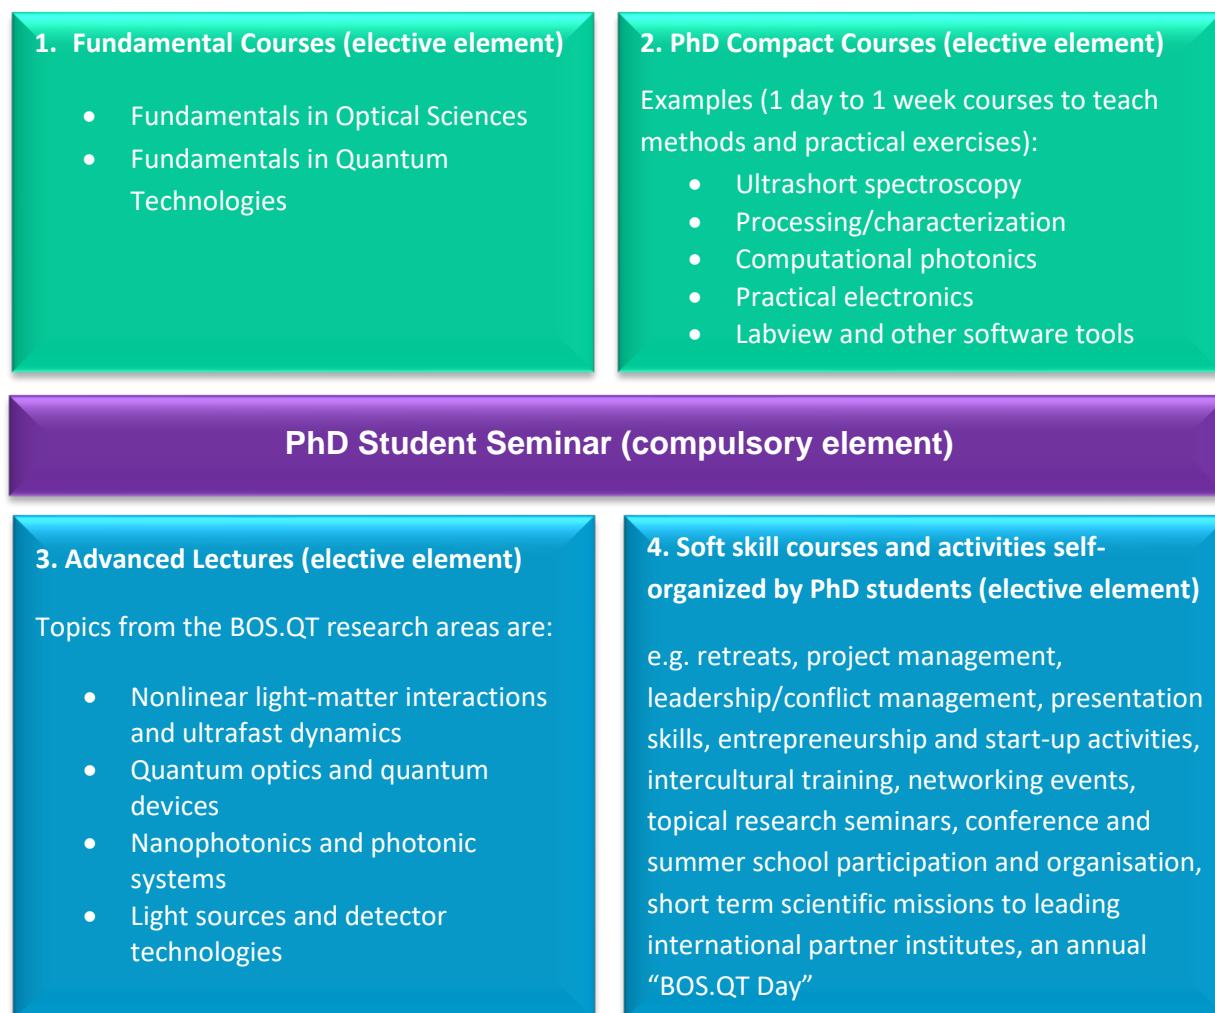 1. Fundamental Courses (elective element)
• Fundamentals in Optical Sciences
• Fundamentals in Quantum
Technologies
2. PhD Compact Courses (elective element)
Examples (1 day to 1 week courses to teach
methods and practical exercises):
• Ultrashort spectroscopy
• Processing/characterization
• Computational photonics
• Practical electronics
• Labview and other software tools
PhD Student Seminar (compulsory element)
3. Advanced Lectures (elective element)
Topics from the BOS.QT research areas are:
• Nonlinear light-matter interactions
and ultrafast dynamics
• Quantum optics and quantum
devices
• Nanophotonics and photonic
systems
• Light sources and detector
technologies
4. Soft skill courses and activities self-
organized by PhD students (elective element)
e.g. retreats, project management,
leadership/conflict management, presentation
skills, entrepreneurship and start-up activities,
intercultural training, networking events,
topical research seminars, conference and
summer school participation and organisation,
short term scientific missions to leading
international partner institutes, an annual
“BOS.QT Day”